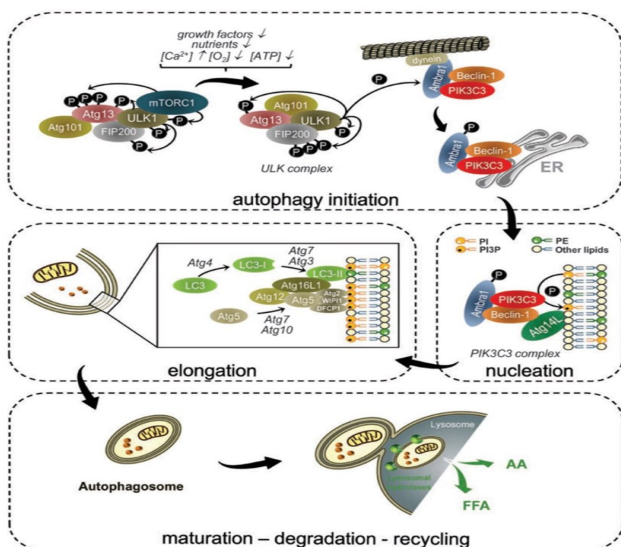 growth factors ↓
nutrients ↓
[Ca²⁺] ↑ [O₂] ↓ [ATP] ↓
P
P P P P
mTORC1
Atg13
ULK1
Atg101
FIP200
P
P
P
Atg101
Atg13
ULK1
FIP200
P
P P P
P
ULK complex
P
dynein
Ambra1
Beclin-1
PIK3C3
P
Ambra1
Beclin-1
PIK3C3
ER
autophagy initiation
Atg4
LC3
LC3-I
Atg7
Atg3
LC3-II
Atg16L1
Atg12
Atg5
Atg2
WIPI1
DFCP1
Atg5
Atg7
Atg10
elongation
PI
PI3P
PE
Other lipids
P
P
Ambra1
PIK3C3
Beclin-1
Atg14L
PIK3C3 complex
nucleation
Autophagosome
Lysosome
AA
FFA
maturation – degradation - recycling